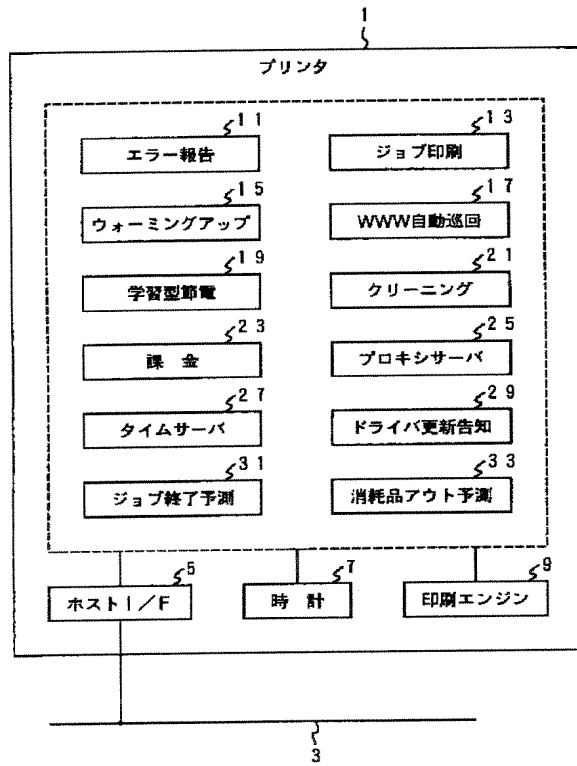 1
プリンタ
11 13
エラー報告 ジョブ印刷
15 17
ウォーミングアップ WWW自動巡回
19 21
学習型節電 クリーニング
23 25
課 金 プロキシサーバ
27 29
タイムサーバ ドライバ更新告知
31 33
ジョブ終了予測 消耗品アウト予測
5 7 9
ホストI/F 時 計 印刷エンジン
3